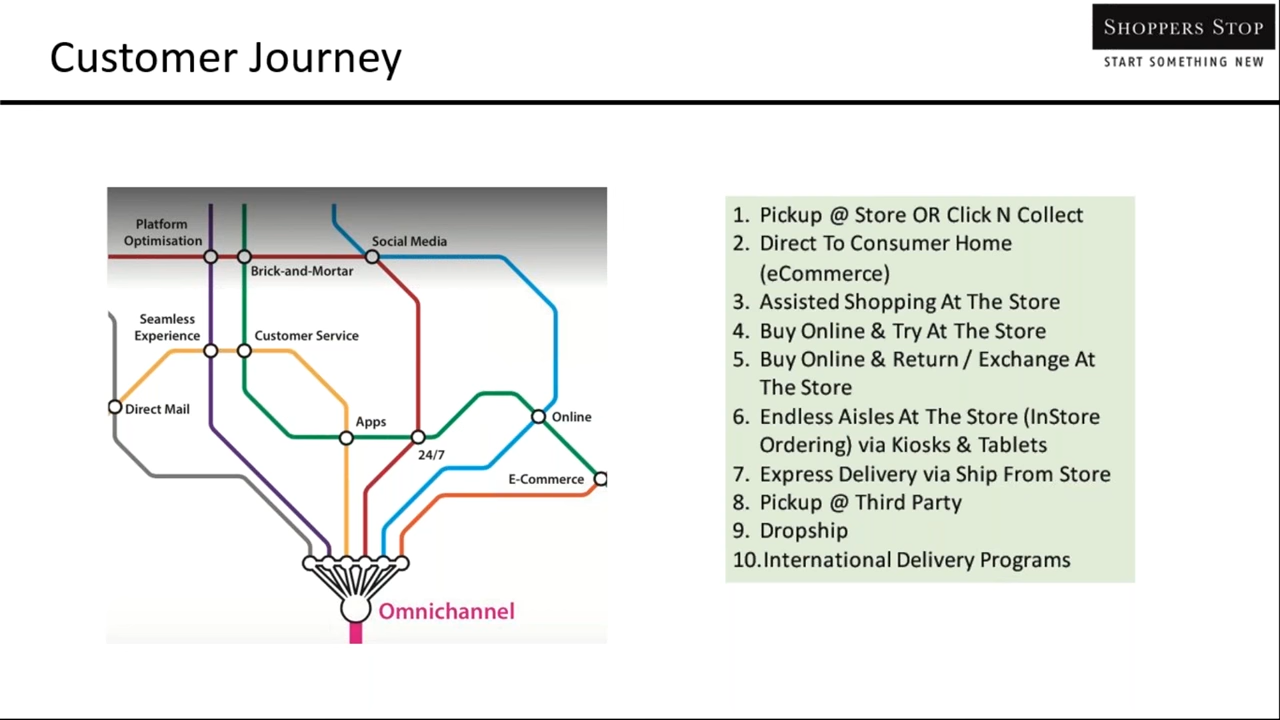 Customer Journey
SHOPPERS STOP
START SOMETHING NEW
Platform
Optimisation
Social Media
Brick-and-Mortar
Seamless
Experience
Customer Service
Direct Mail
Apps
Online
24/7
E-Commerce
Omnichannel
1. Pickup @ Store OR Click N Collect
2. Direct To Consumer Home
(eCommerce)
3. Assisted Shopping At The Store
4. Buy Online & Try At The Store
5. Buy Online & Return / Exchange At
The Store
6. Endless Aisles At The Store (InStore
Ordering) via Kiosks & Tablets
7. Express Delivery via Ship From Store
8. Pickup @ Third Party
9. Dropship
10.International Delivery Programs